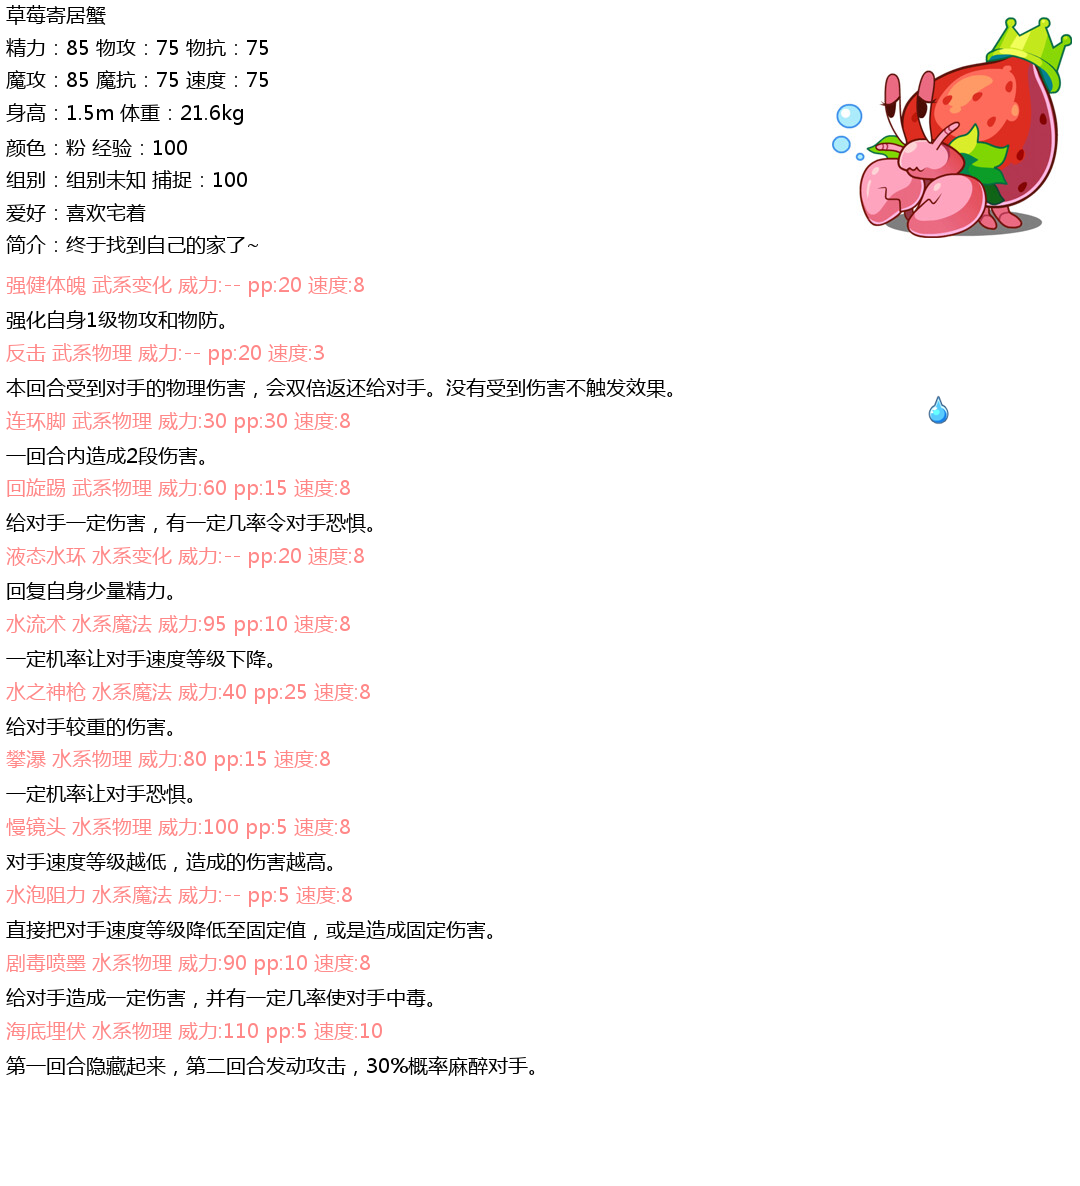 草莓寄居蟹
精力：85 物攻：75 物抗：75
魔攻：85 魔抗：75 速度：75
身高：1.5m 体重：21.6kg
颜色：粉 经验：100
组别：组别未知 捕捉：100
爱好：喜欢宅着
简介：终于找到自己的家了~
强健体魄 武系变化 威力:-- pp:20 速度:8
强化自身1级物攻和物防。
反击 武系物理 威力:-- pp:20 速度:3
本回合受到对手的物理伤害，会双倍返还给对手。没有受到伤害不触发效果。
连环脚 武系物理 威力:30 pp:30 速度:8
一回合内造成2段伤害。
回旋踢 武系物理 威力:60 pp:15 速度:8
给对手一定伤害，有一定几率令对手恐惧。
液态水环 水系变化 威力:-- pp:20 速度:8
回复自身少量精力。
水流术 水系魔法 威力:95 pp:10 速度:8
一定机率让对手速度等级下降。
水之神枪 水系魔法 威力:40 pp:25 速度:8
给对手较重的伤害。
攀瀑 水系物理 威力:80 pp:15 速度:8
一定机率让对手恐惧。
慢镜头 水系物理 威力:100 pp:5 速度:8
对手速度等级越低，造成的伤害越高。
水泡阻力 水系魔法 威力:-- pp:5 速度:8
直接把对手速度等级降低至固定值，或是造成固定伤害。
剧毒喷墨 水系物理 威力:90 pp:10 速度:8
给对手造成一定伤害，并有一定几率使对手中毒。
海底埋伏 水系物理 威力:110 pp:5 速度:10
第一回合隐藏起来，第二回合发动攻击，30%概率麻醉对手。